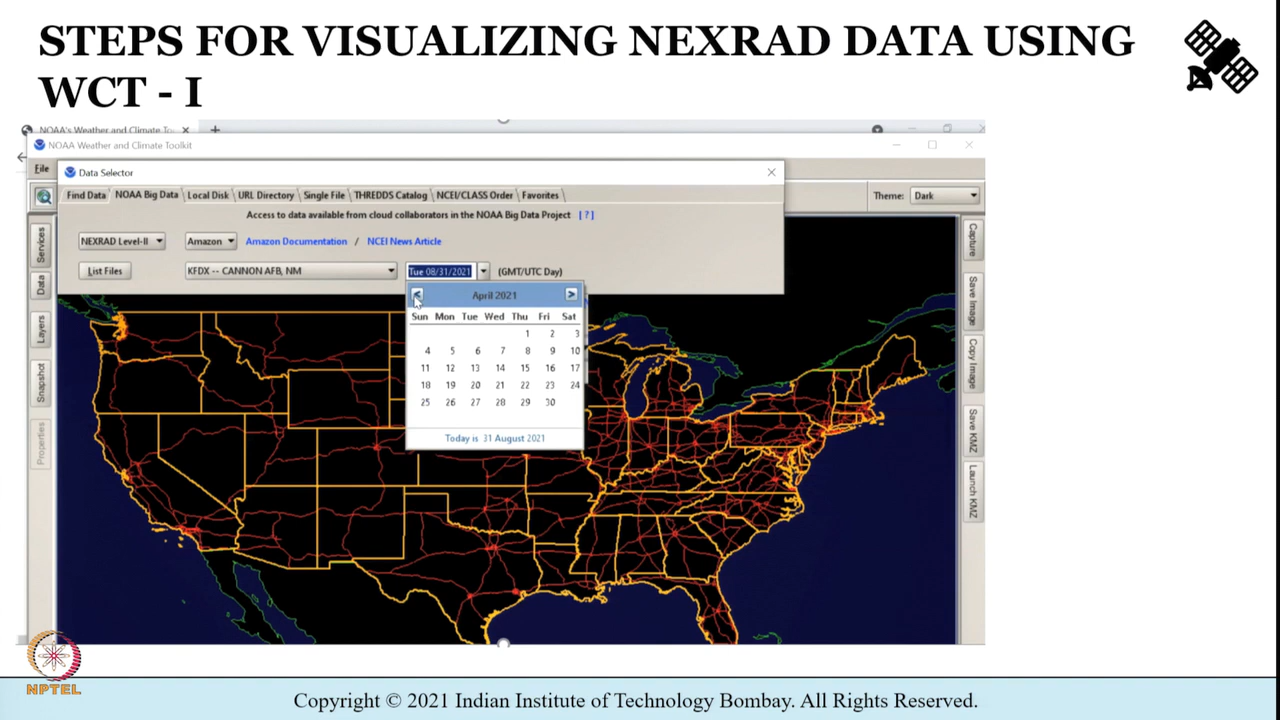 STEPS FOR VISUALIZING NEXRAD DATA USING
WCT - I
NOAA's Weather and Climate To
NOAA Weather and Climate Toolkit
File
Data Selector
Find Data NOAA Big Data Local Disk URL Directory Single File THREDDS Catalog NCEI/CLASS Order Favorites
Theme: Dark
Access to data available from cloud collaborators in the NOAA Big Data Project [ ? ]
NEXRAD Level-II Amazon Amazon Documentation / NCEI News Article
List Files KFDX -- CANNON AFB, NM Tue 08/31/2021 (GMT/UTC Day)
< April 2021 >
Sun Mon Tue Wed Thu Fri Sat
1 2 3
4 5 6 7 8 9 10
11 12 13 14 15 16 17
18 19 20 21 22 23 24
25 26 27 28 29 30
Today is 31 August 2021
Services
Data
Layers
Snapshot
Properties
Capture
Save Image
Copy Image
Save KMZ
Launch KMZ
NPTEL
Copyright © 2021 Indian Institute of Technology Bombay. All Rights Reserved.